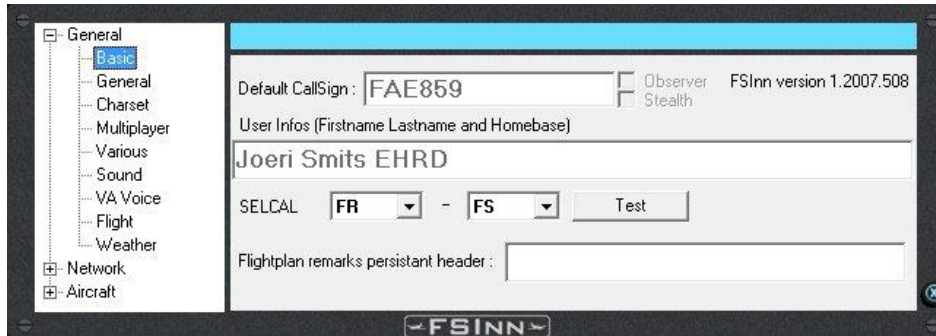 General
Basic
General
Charset
Multiplayer
Various
Sound
VA Voice
Flight
Weather
Network
Aircraft
Default CallSign : FAE859
Observer
Stealth
FSInn version 1.2007.508
User Infos (Firstname Lastname and Homebase)
Joeri Smits EHRD
SELCAL FR - FS Test
Flightplan remarks persistant header :
FSINN